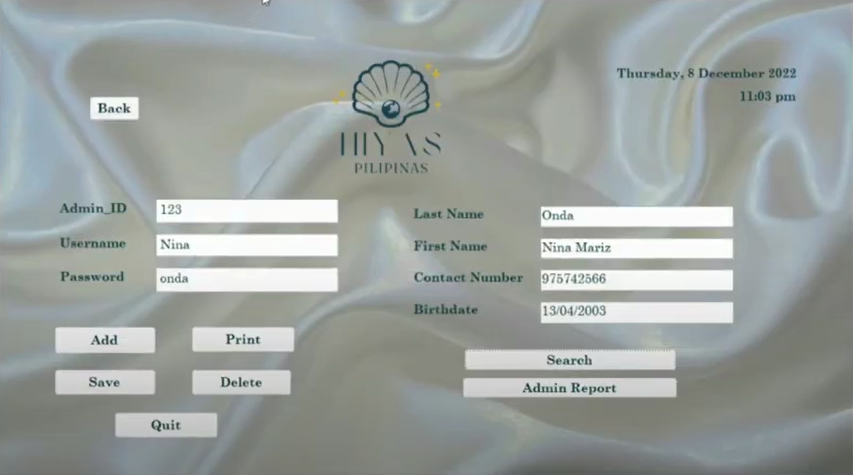 Thursday, 8 December 2022
11:03 pm
Back
HIYAS
PILIPINAS
Admin_ID 123
Username Nina
Password onda
Last Name Onda
First Name Nina Mariz
Contact Number 975742566
Birthdate 13/04/2003
Add Print
Save Delete
Quit
Search
Admin Report